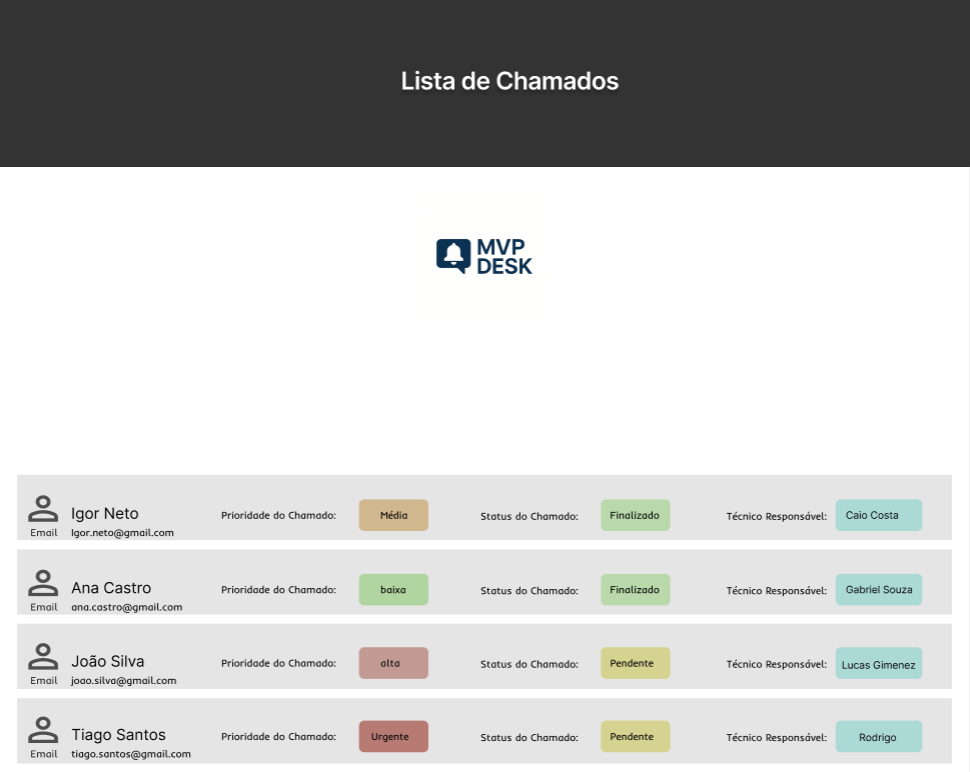 Lista de Chamados
MVP
DESK
Igor Neto
Prioridade do Chamado: Média Status do Chamado: Finalizado Técnico Responsável: Caio Costa
Email Igor.neto@gmail.com
Ana Castro
Prioridade do Chamado: baixa Status do Chamado: Finalizado Técnico Responsável: Gabriel Souza
Email ana.castro@gmail.com
João Silva
Prioridade do Chamado: alta Status do Chamado: Pendente Técnico Responsável: Lucas Gimenez
Email joao.silva@gmail.com
Tiago Santos
Prioridade do Chamado: Urgente Status do Chamado: Pendente Técnico Responsável: Rodrigo
Email tiago.santos@gmail.com